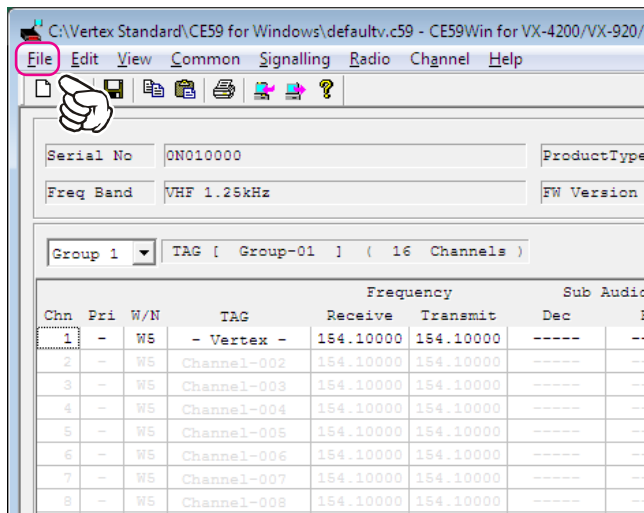 C:\Vertex Standard\CE59 for Windows\defaultv.c59 - CE59Win for VX-4200/VX-920/
File Edit View Common Signalling Radio Channel Help
Serial No 0N010000 ProductType
Freq Band VHF 1.25kHz FW Version
Group 1 TAG [ Group-01 ] ( 16 Channels )
Frequency Sub Audio
Chn Pri W/N TAG Receive Transmit Dec
1 - W5 - Vertex - 154.10000 154.10000 ----- --
2 - W5 Channel-002 154.10000 154.10000 ----- --
3 - W5 Channel-003 154.10000 154.10000 ----- --
4 - W5 Channel-004 154.10000 154.10000 ----- --
5 - W5 Channel-005 154.10000 154.10000 ----- --
6 - W5 Channel-006 154.10000 154.10000 ----- --
7 - W5 Channel-007 154.10000 154.10000 ----- --
8 - W5 Channel-008 154.10000 154.10000 ----- --